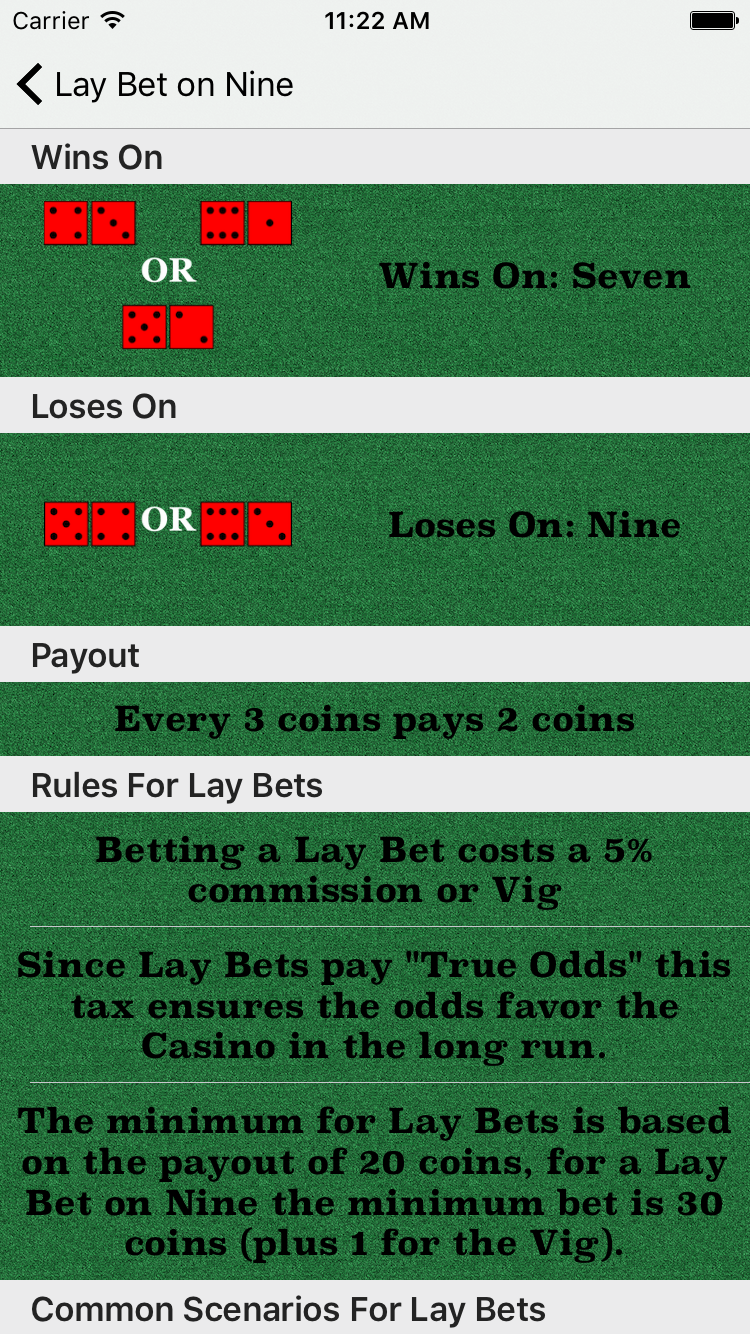 Carrier 11:22 AM
Lay Bet on Nine
Wins On
OR
Wins On: Seven
Loses On
OR
Loses On: Nine
Payout
Every 3 coins pays 2 coins
Rules For Lay Bets
Betting a Lay Bet costs a 5%
commission or Vig
Since Lay Bets pay "True Odds" this
tax ensures the odds favor the
Casino in the long run.
The minimum for Lay Bets is based
on the payout of 20 coins, for a Lay
Bet on Nine the minimum bet is 30
coins (plus 1 for the Vig).
Common Scenarios For Lay Bets